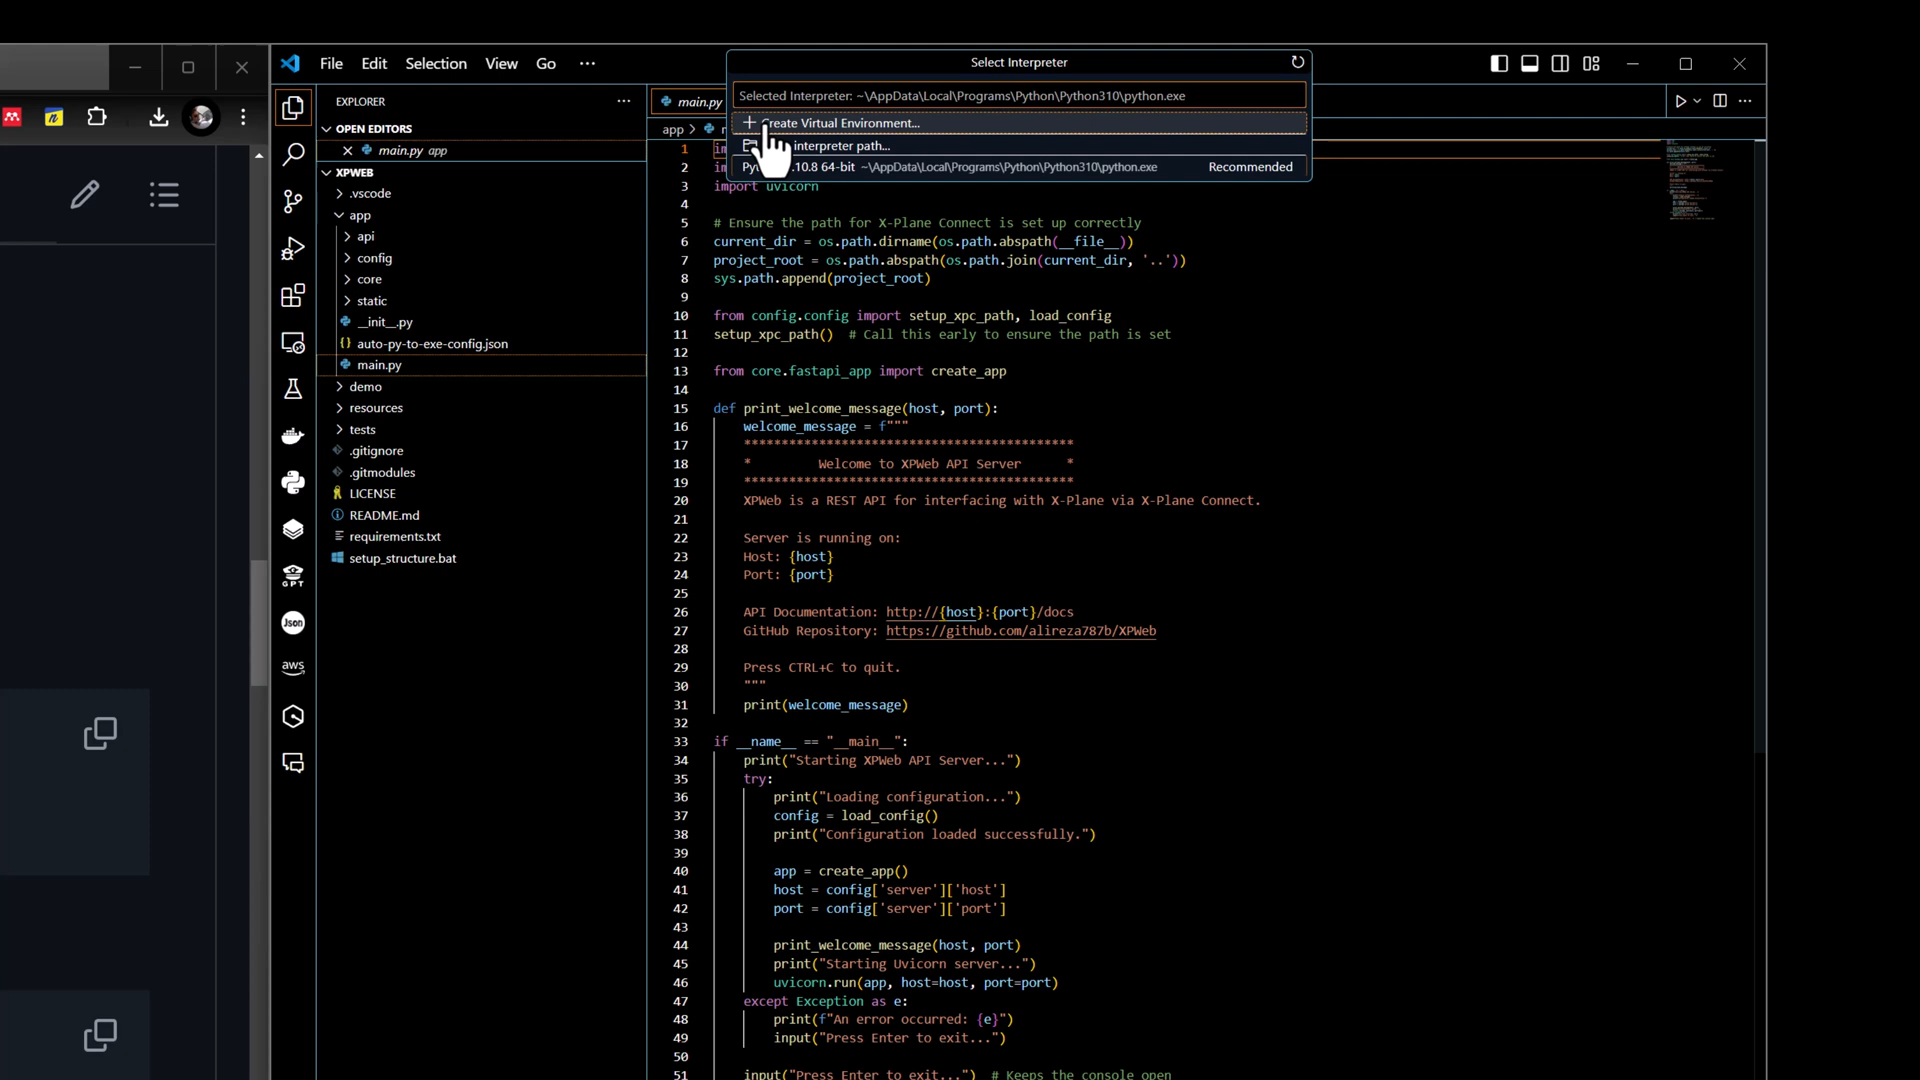 File Edit Selection View Go ...
Select Interpreter
Selected Interpreter: ~\AppData\Local\Programs\Python\Python310\python.exe
+ Create Virtual Environment...
interpreter path...
.10.8 64-bit ~\AppData\Local\Programs\Python\Python310\python.exe Recommended
EXPLORER
OPEN EDITORS
main.py app
XPWEB
.vscode
app
api
config
core
static
__init__.py
auto-py-to-exe-config.json
main.py
demo
resources
tests
.gitignore
.gitmodules
LICENSE
README.md
requirements.txt
setup_structure.bat
GPT
Json
aws
main.py
app >
1
2
3 import uvicorn
4
5 # Ensure the path for X-Plane Connect is set up correctly
6 current_dir = os.path.dirname(os.path.abspath(__file__))
7 project_root = os.path.abspath(os.path.join(current_dir, '..'))
8 sys.path.append(project_root)
9
10 from config.config import setup_xpc_path, load_config
11 setup_xpc_path()  # Call this early to ensure the path is set
12
13 from core.fastapi_app import create_app
14
15 def print_welcome_message(host, port):
16 welcome_message = f"""
17 ********************************************
18 * Welcome to XPWeb API Server *
19 ********************************************
20 XPWeb is a REST API for interfacing with X-Plane via X-Plane Connect.
21
22 Server is running on:
23 Host: {host}
24 Port: {port}
25
26 API Documentation: http://{host}:{port}/docs
27 GitHub Repository: https://github.com/alireza787b/XPWeb
28
29 Press CTRL+C to quit.
30 """
31 print(welcome_message)
32
33 if __name__ == "__main__":
34 print("Starting XPWeb API Server...")
35 try:
36 print("Loading configuration...")
37 config = load_config()
38 print("Configuration loaded successfully.")
39
40 app = create_app()
41 host = config['server']['host']
42 port = config['server']['port']
43
44 print_welcome_message(host, port)
45 print("Starting Uvicorn server...")
46 uvicorn.run(app, host=host, port=port)
47 except Exception as e:
48 print(f"An error occurred: {e}")
49 input("Press Enter to exit...")
50
51 input("Press Enter to exit...")  # Keeps the console open